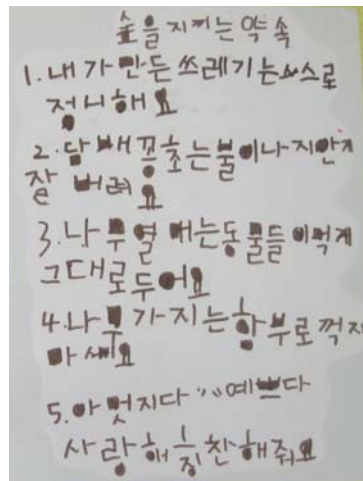 숲을 지키는 약속
1. 내가 만든 쓰레기는 스스로
정니해요
2. 담배꽁초는 불이나지안게
잘 버려요
3. 나무열매는동물들이먹게
그대로두어요
4. 나무가지는 함부로 꺽지
마세요
5. 아 멋지다 예쁘다
사랑해 칭찬해줘요